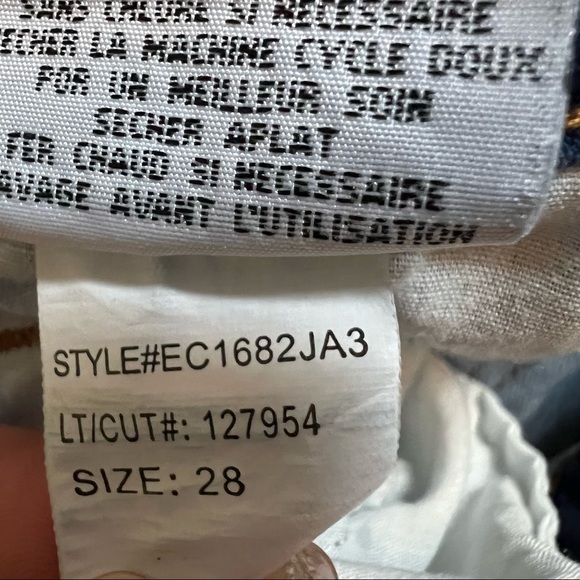 SANS CHLORE SI NECESSAIRE
SECHER LA MACHINE CYCLE DOUX
POR UN MEILLEUR SOIN
SECHER APLAT
FER CHAUD SI NECESSAIRE
LAVAGE AVANT L'UTILISATION
STYLE#EC1682JA3
LT/CUT#: 127954
SIZE: 28